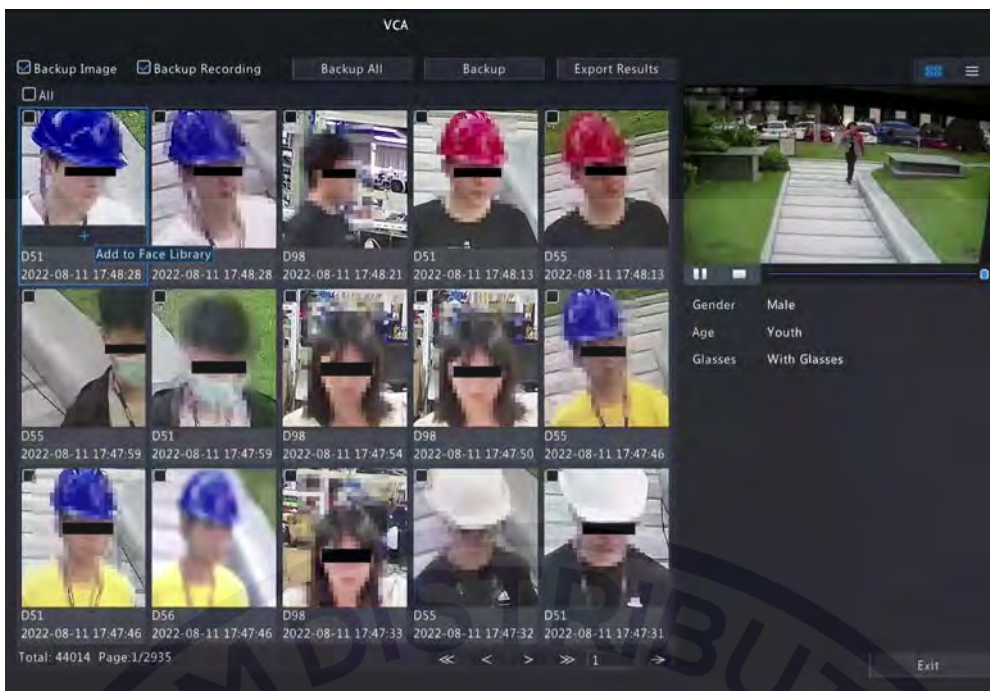 VCA
Backup Image Backup Recording Backup All Backup Export Results
All
D51 D98 D51 D55
Add to Face Library
2022-08-11 17:48:28 2022-08-11 17:48:28 2022-08-11 17:48:21 2022-08-11 17:48:13 2022-08-11 17:48:13
Gender Male
Age Youth
Glasses With Glasses
D55 D51 D98 D98 D55
2022-08-11 17:47:59 2022-08-11 17:47:59 2022-08-11 17:47:54 2022-08-11 17:47:50 2022-08-11 17:47:46
D51 D56 D98 D55 D51
2022-08-11 17:47:46 2022-08-11 17:47:46 2022-08-11 17:47:33 2022-08-11 17:47:32 2022-08-11 17:47:31
Total: 44014 Page:1/2935 ≪ < > ≫ 1 →
Exit
M DISTRIBU